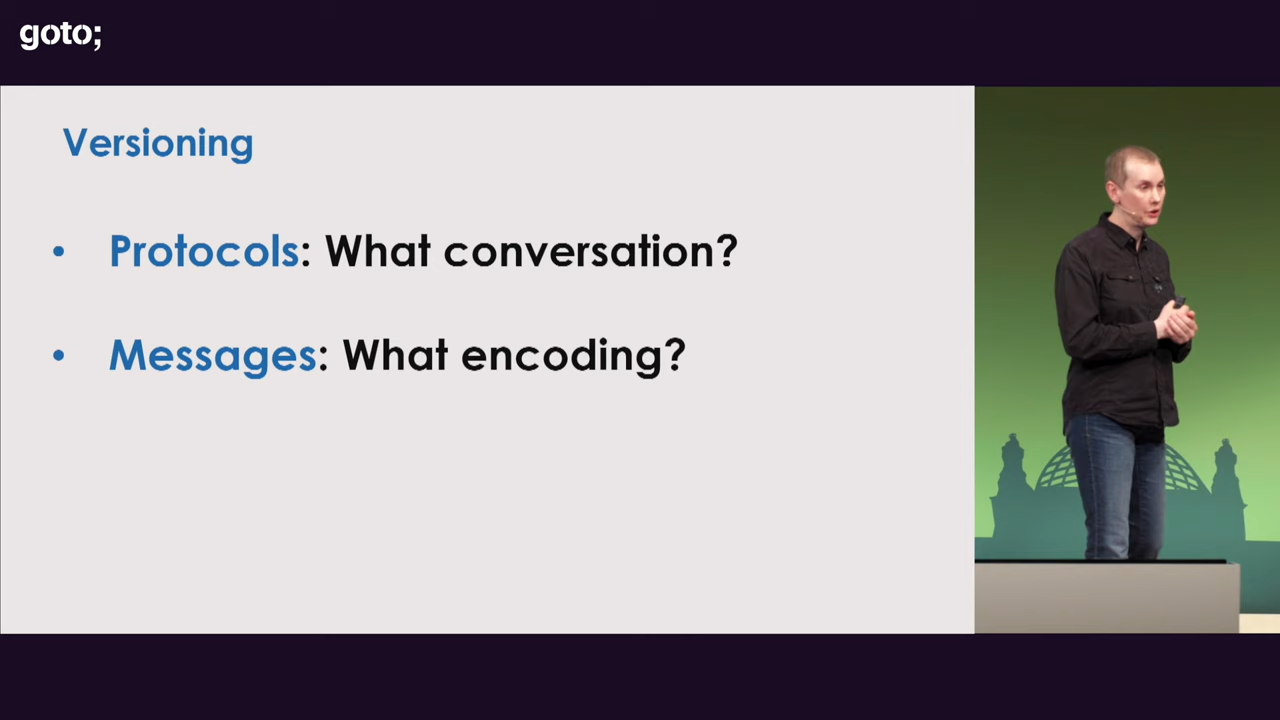 goto;
Versioning
• Protocols: What conversation?
• Messages: What encoding?